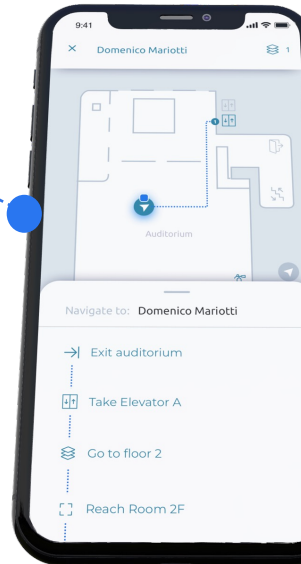 9:41
Domenico Mariotti
1
1
Auditorium
Navigate to: Domenico Mariotti
Exit auditorium
Take Elevator A
Go to floor 2
Reach Room 2F